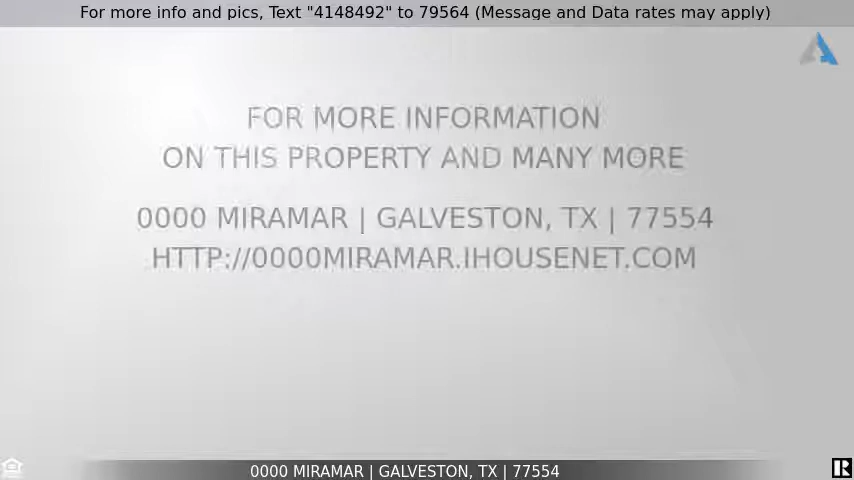 For more info and pics, Text "4148492" to 79564 (Message and Data rates may apply)
FOR MORE INFORMATION
ON THIS PROPERTY AND MANY MORE
0000 MIRAMAR | GALVESTON, TX | 77554
HTTP://0000MIRAMAR.IHOUSENET.COM
0000 MIRAMAR | GALVESTON, TX | 77554